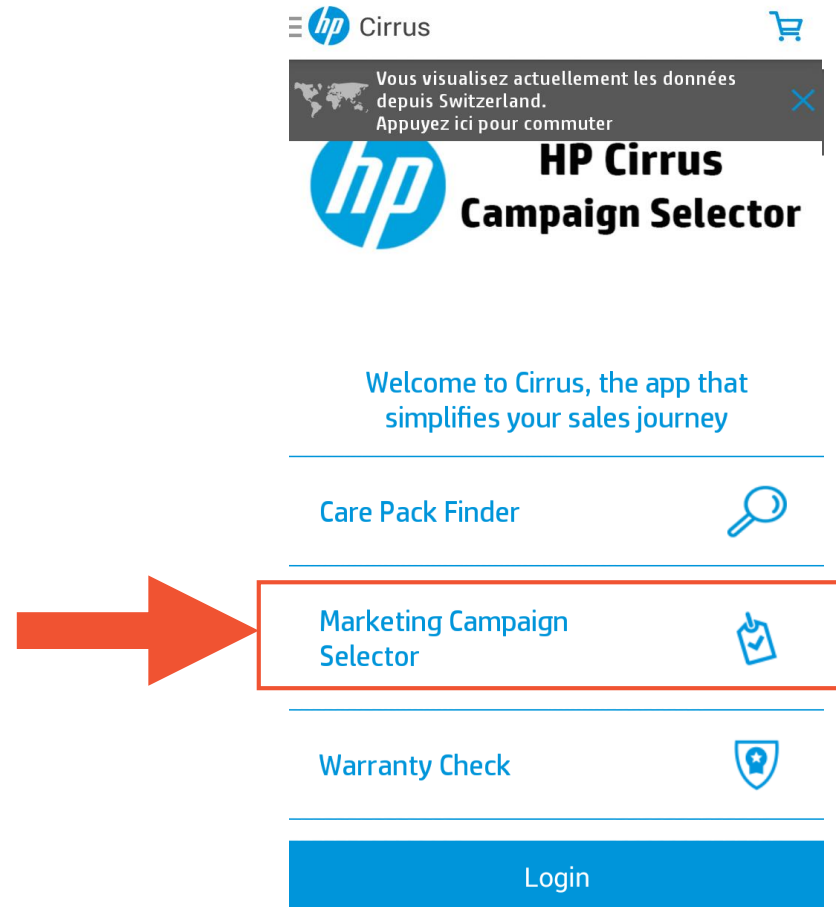 hp Cirrus
Vous visualisez actuellement les données
depuis Switzerland.
Appuyez ici pour commuter
hp
HP Cirrus
Campaign Selector
Welcome to Cirrus, the app that
simplifies your sales journey
Care Pack Finder
Marketing Campaign
Selector
Warranty Check
Login